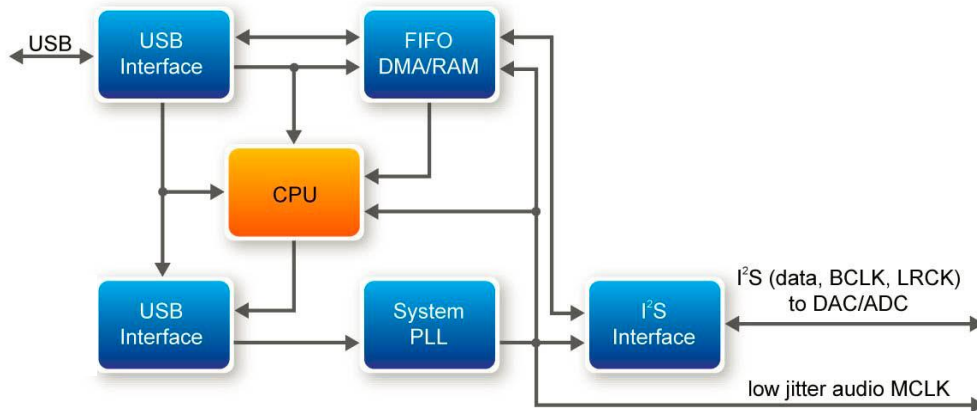 USB
USB
Interface
FIFO
DMA/RAM
CPU
USB
Interface
System
PLL
I²S
Interface
I²S (data, BCLK, LRCK)
to DAC/ADC
low jitter audio MCLK